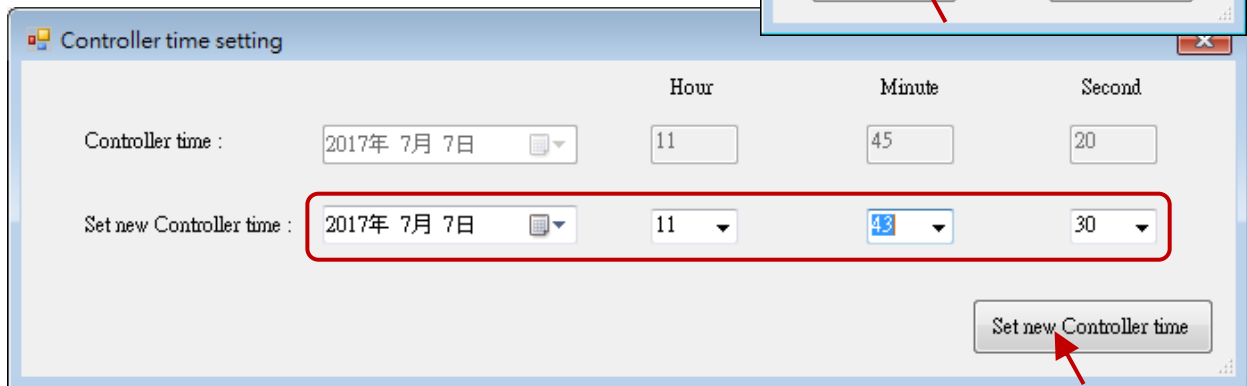 Controller time setting
Hour Minute Second
Controller time : 2017年 7月 7日 11 45 20
Set new Controller time : 2017年 7月 7日 11 43 30
Set new Controller time